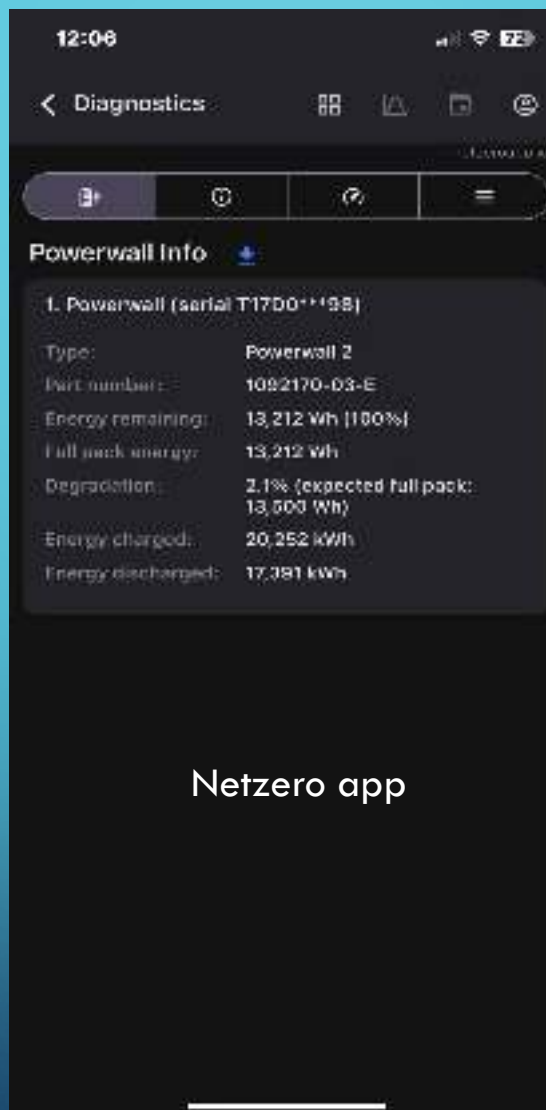 12:06
72
Diagnostics
Powerwall Info
1. Powerwall (serial T17D0***98)
Type: Powerwall 2
Part number: 1092170-03-E
Energy remaining: 13,212 Wh (100%)
Full pack energy: 13,212 Wh
Degradation: 2.1% (expected full pack:
13,500 Wh)
Energy charged: 20,252 kWh
Energy discharged: 17,391 kWh
Netzero app